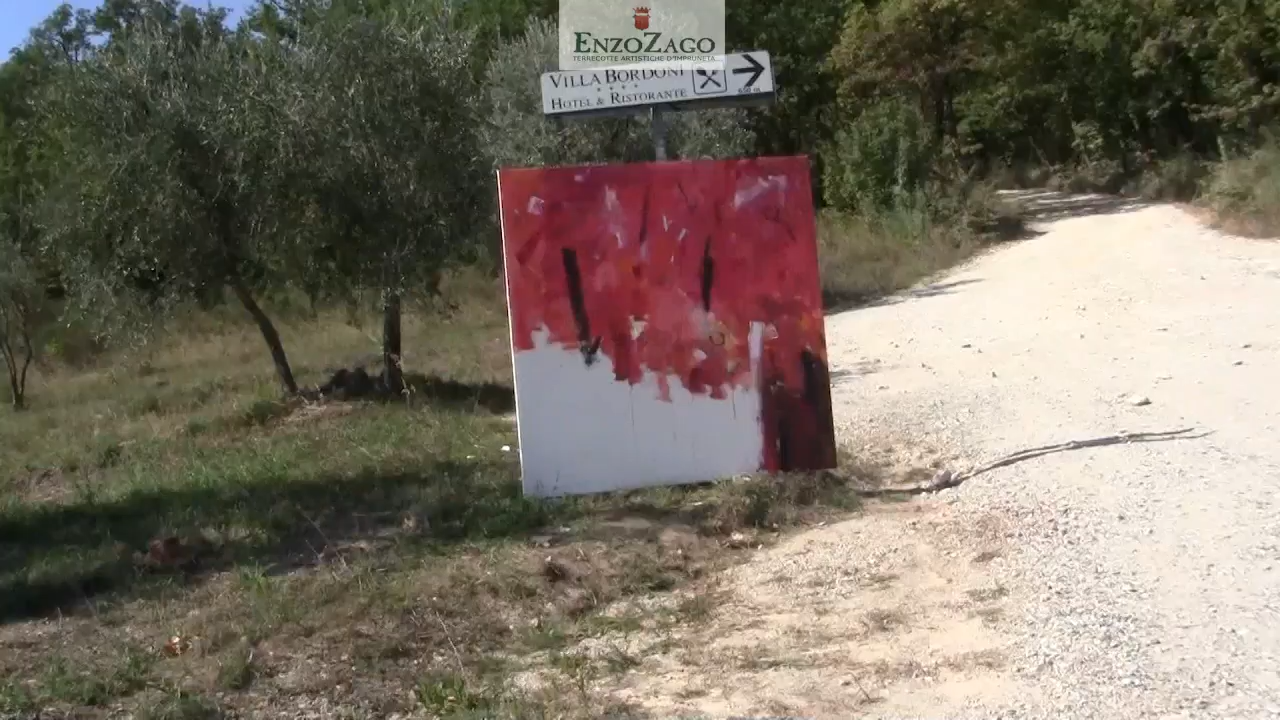 ENZOZAGO
TERRECOTTE ARTISTICHE D'IMPRUNETA
VILLA BORDONI
HOTEL & RISTORANTE